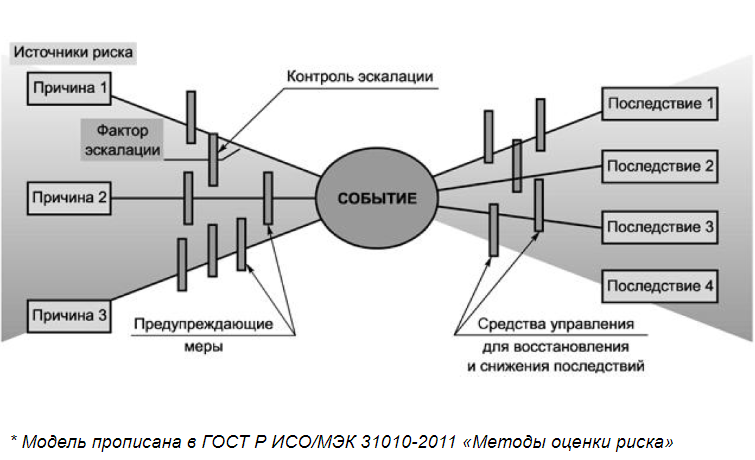 Источники риска
Причина 1
Контроль эскалации
Фактор
эскалации
Причина 2
Причина 3
Предупреждающие
меры
СОБЫТИЕ
Последствие 1
Последствие 2
Последствие 3
Последствие 4
Средства управления
для восстановления
и снижения последствий
* Модель прописана в ГОСТ Р ИСО/МЭК 31010-2011 «Методы оценки риска»